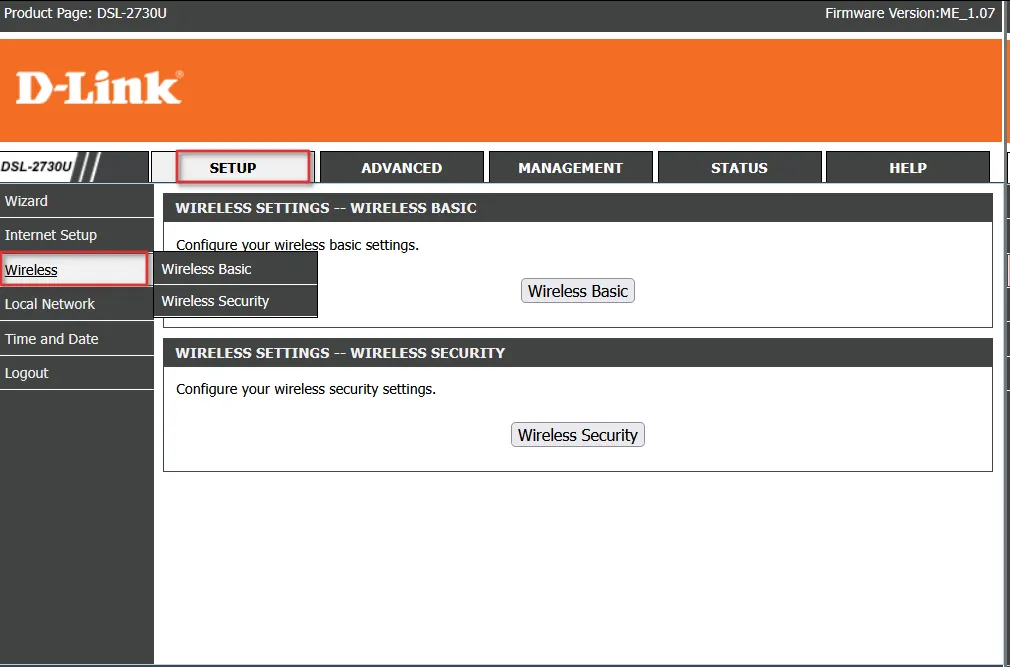 Product Page: DSL-2730U
Firmware Version:ME_1.07
D-Link®
DSL-2730U
SETUP
ADVANCED
MANAGEMENT
STATUS
HELP
Wizard
Internet Setup
Wireless
Local Network
Time and Date
Logout
Wireless Basic
Wireless Security
WIRELESS SETTINGS -- WIRELESS BASIC
Configure your wireless basic settings.
Wireless Basic
WIRELESS SETTINGS -- WIRELESS SECURITY
Configure your wireless security settings.
Wireless Security